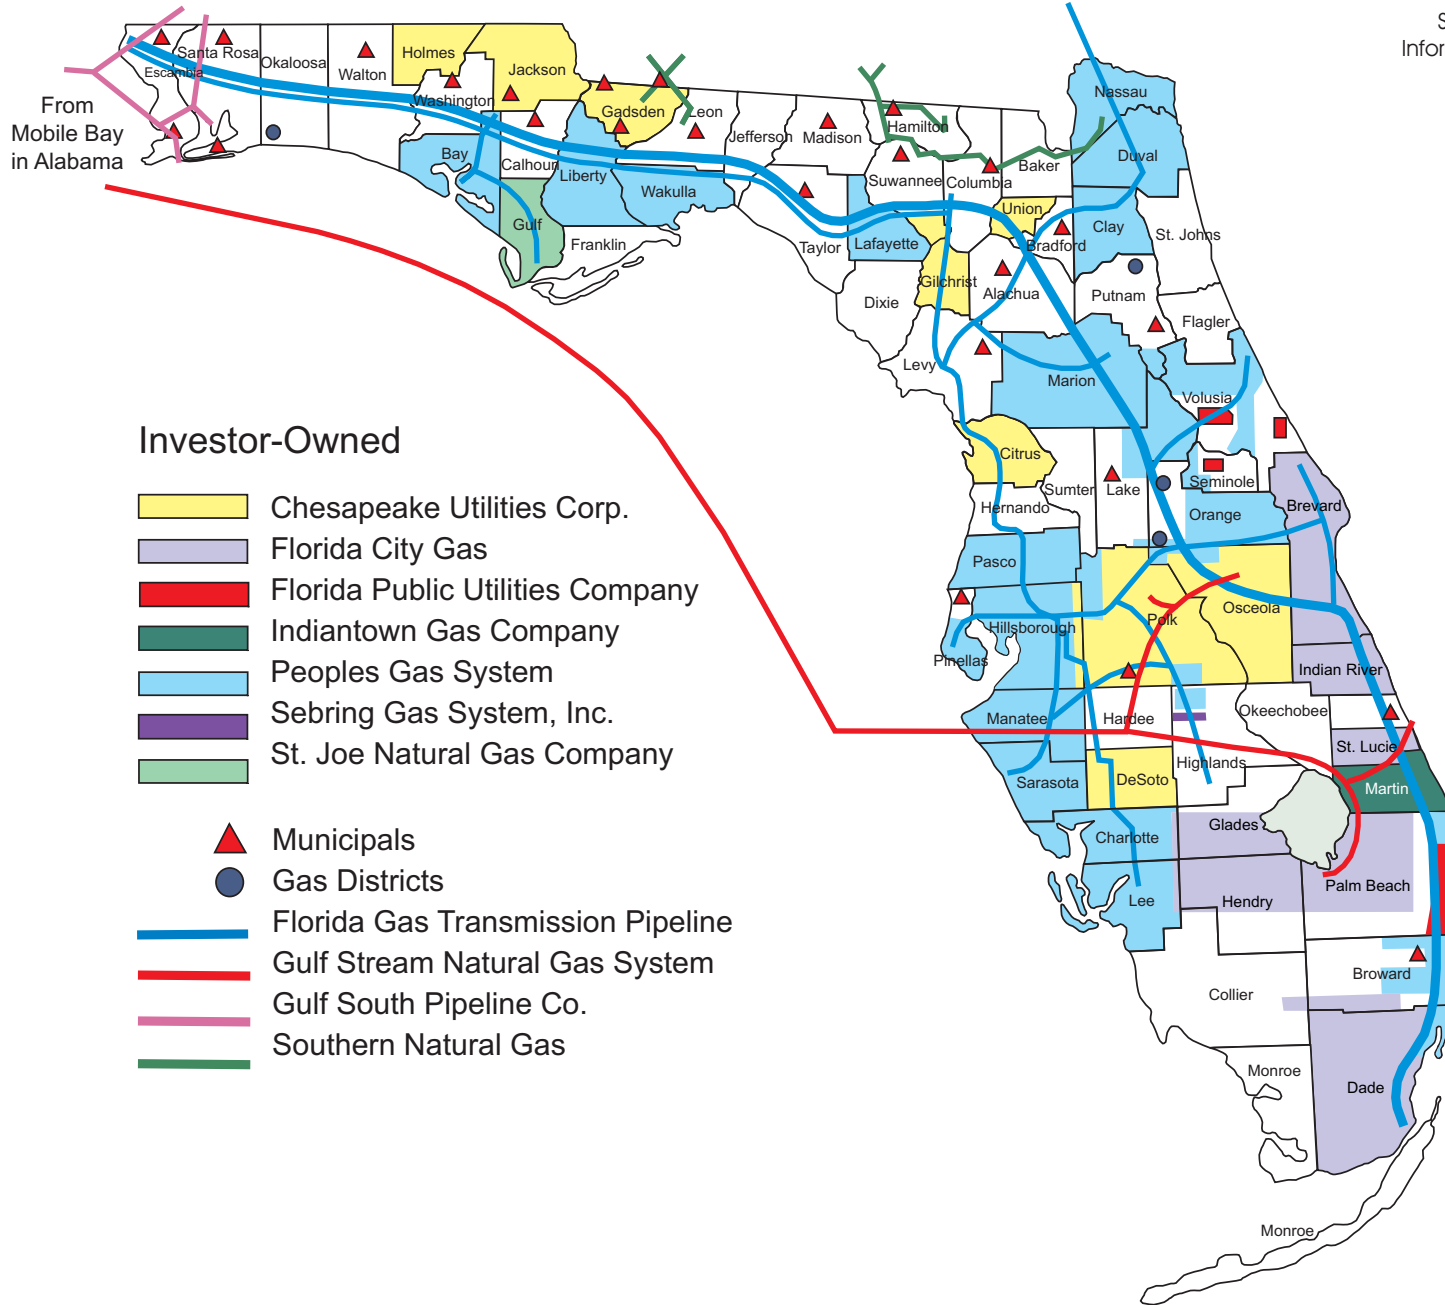 S
Infor
From
Mobile Bay
in Alabama
Escambia
Santa Rosa
Okaloosa
Walton
Holmes
Washington
Jackson
Bay
Calhoun
Gulf
Gadsden
Liberty
Franklin
Leon
Wakulla
Jefferson
Madison
Taylor
Hamilton
Suwannee
Lafayette
Dixie
Columbia
Gilchrist
Levy
Baker
Union
Bradford
Alachua
Nassau
Duval
Clay
St. Johns
Putnam
Flagler
Marion
Volusia
Citrus
Sumter
Lake
Seminole
Hernando
Orange
Brevard
Pasco
Hillsborough
Polk
Osceola
Pinellas
Indian River
Manatee
Hardee
Okeechobee
St. Lucie
Highlands
Sarasota
DeSoto
Martin
Charlotte
Glades
Lee
Hendry
Palm Beach
Broward
Collier
Monroe
Dade
Monroe
Investor-Owned
Chesapeake Utilities Corp.
Florida City Gas
Florida Public Utilities Company
Indiantown Gas Company
Peoples Gas System
Sebring Gas System, Inc.
St. Joe Natural Gas Company
Municipals
Gas Districts
Florida Gas Transmission Pipeline
Gulf Stream Natural Gas System
Gulf South Pipeline Co.
Southern Natural Gas